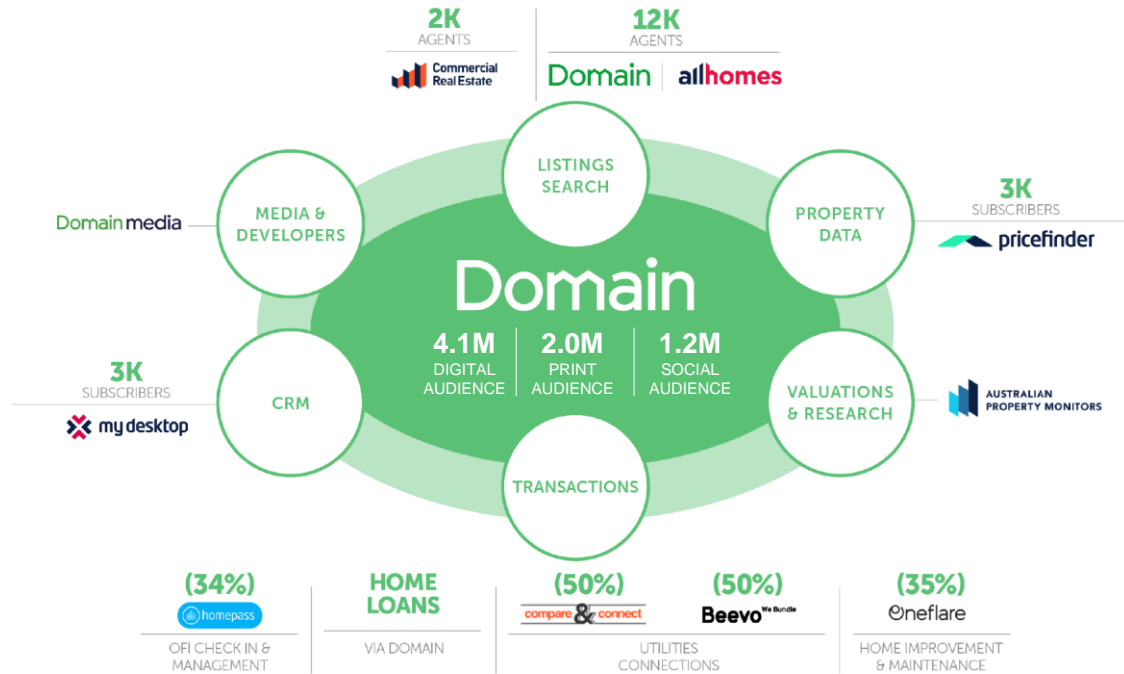 2K
AGENTS
Commercial
Real Estate
12K
AGENTS
Domain
allhomes
LISTINGS
SEARCH
MEDIA &
DEVELOPERS
Domain media
PROPERTY
DATA
3K
SUBSCRIBERS
pricefinder
Domain
4.1M
DIGITAL
AUDIENCE
2.0M
PRINT
AUDIENCE
1.2M
SOCIAL
AUDIENCE
3K
SUBSCRIBERS
my desktop
CRM
VALUATIONS
& RESEARCH
AUSTRALIAN
PROPERTY MONITORS
TRANSACTIONS
(34%)
homepass
OFI CHECK IN &
MANAGEMENT
HOME
LOANS
VIA DOMAIN
(50%)
compare & connect
(50%)
Beevo We Bundle
UTILITIES
CONNECTIONS
(35%)
Oneflare
HOME IMPROVEMENT
& MAINTENANCE